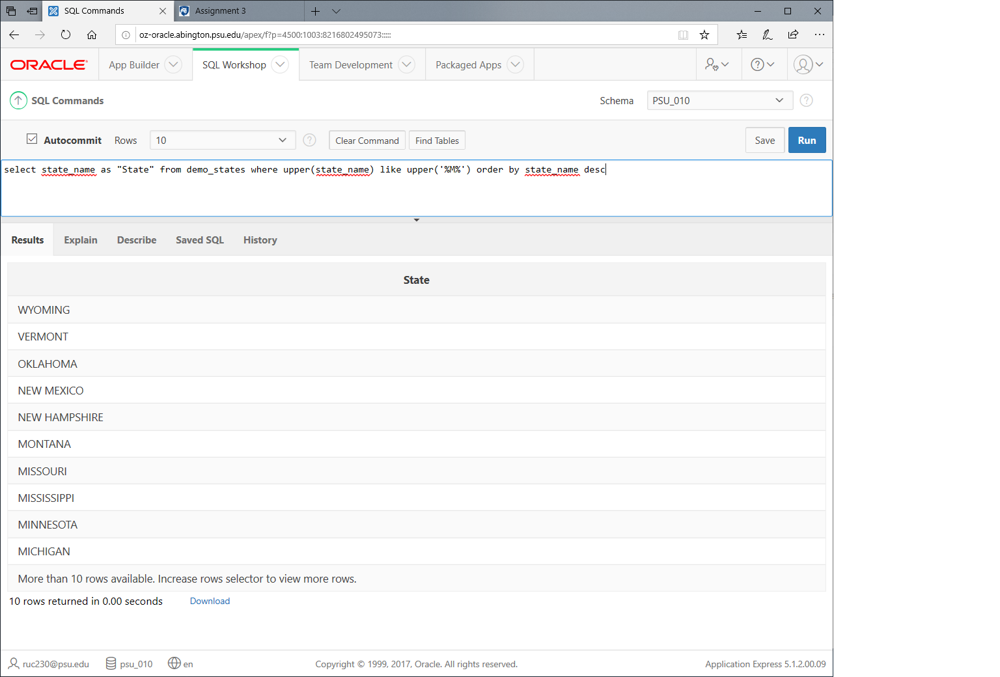 SQL Commands
Assignment 3
oz-oracle.abington.psu.edu/apex/f?p=4500:1003:8216802495073:::::
ORACLE
App Builder
SQL Workshop
Team Development
Packaged Apps
SQL Commands
Schema
PSU_010
Autocommit
Rows
10
Clear Command
Find Tables
Save
Run
select state_name as "State" from demo_states where upper(state_name) like upper('%M%') order by state_name desc
Results
Explain
Describe
Saved SQL
History
State
WYOMING
VERMONT
OKLAHOMA
NEW MEXICO
NEW HAMPSHIRE
MONTANA
MISSOURI
MISSISSIPPI
MINNESOTA
MICHIGAN
More than 10 rows available. Increase rows selector to view more rows.
10 rows returned in 0.00 seconds
Download
ruc230@psu.edu
psu_010
en
Copyright © 1999, 2017, Oracle. All rights reserved.
Application Express 5.1.2.00.09